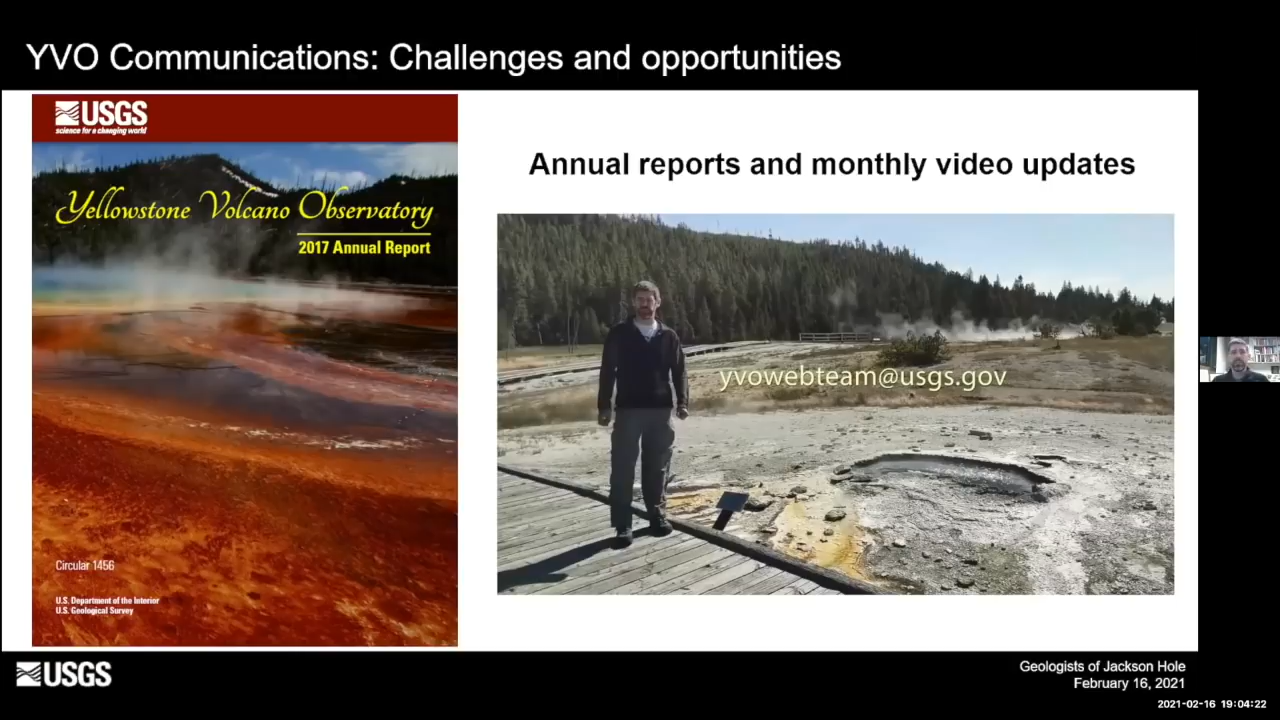 YVO Communications: Challenges and opportunities
USGS
science for a changing world
Yellowstone Volcano Observatory
2017 Annual Report
Circular 1456
U.S. Department of the Interior
U.S. Geological Survey
Annual reports and monthly video updates
yvowebteam@usgs.gov
USGS
Geologists of Jackson Hole
February 16, 2021
2021-02-16 19:04:22